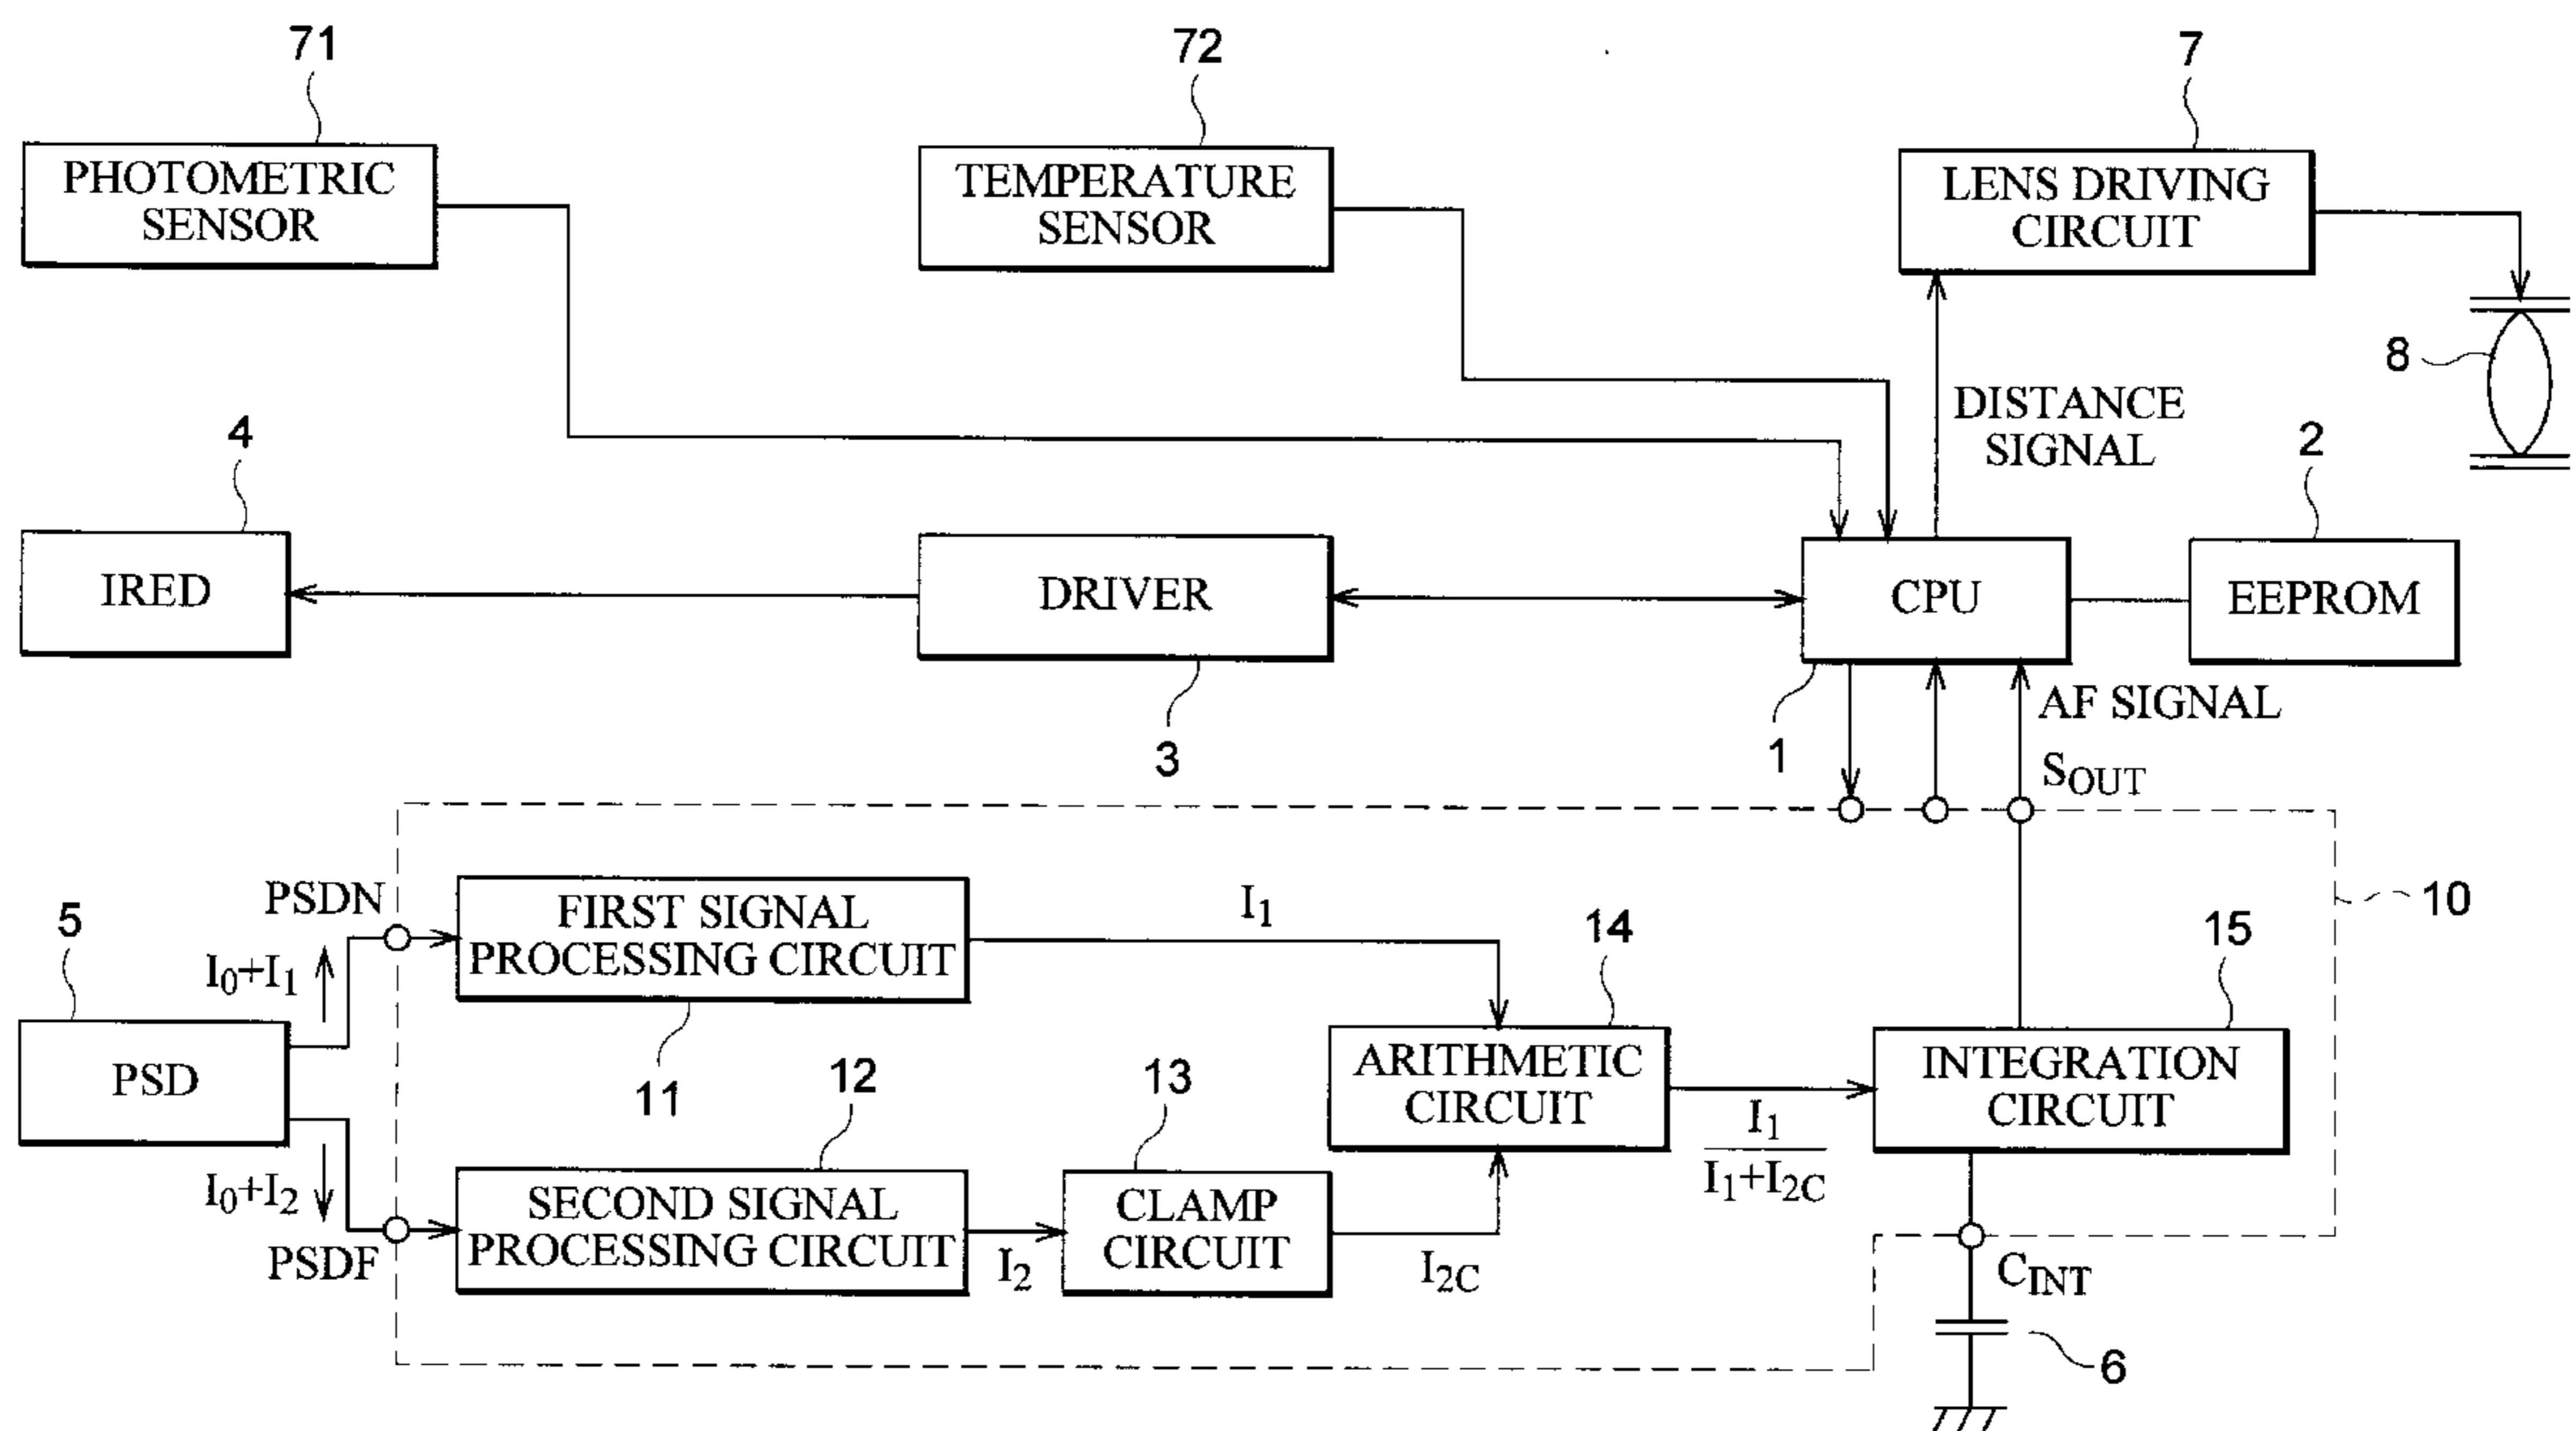 71
72
7
PHOTOMETRIC
SENSOR
TEMPERATURE
SENSOR
LENS DRIVING
CIRCUIT
8
DISTANCE
SIGNAL
4
2
IRED
DRIVER
CPU
EEPROM
3
1
AF SIGNAL
SOUT
10
PSDN
5
I0+I1
FIRST SIGNAL
PROCESSING CIRCUIT
I1
14
15
PSD
11
12
13
ARITHMETIC
CIRCUIT
INTEGRATION
CIRCUIT
I1
I1+I2C
I0+I2
PSDF
SECOND SIGNAL
PROCESSING CIRCUIT
I2
CLAMP
CIRCUIT
I2C
CINT
6